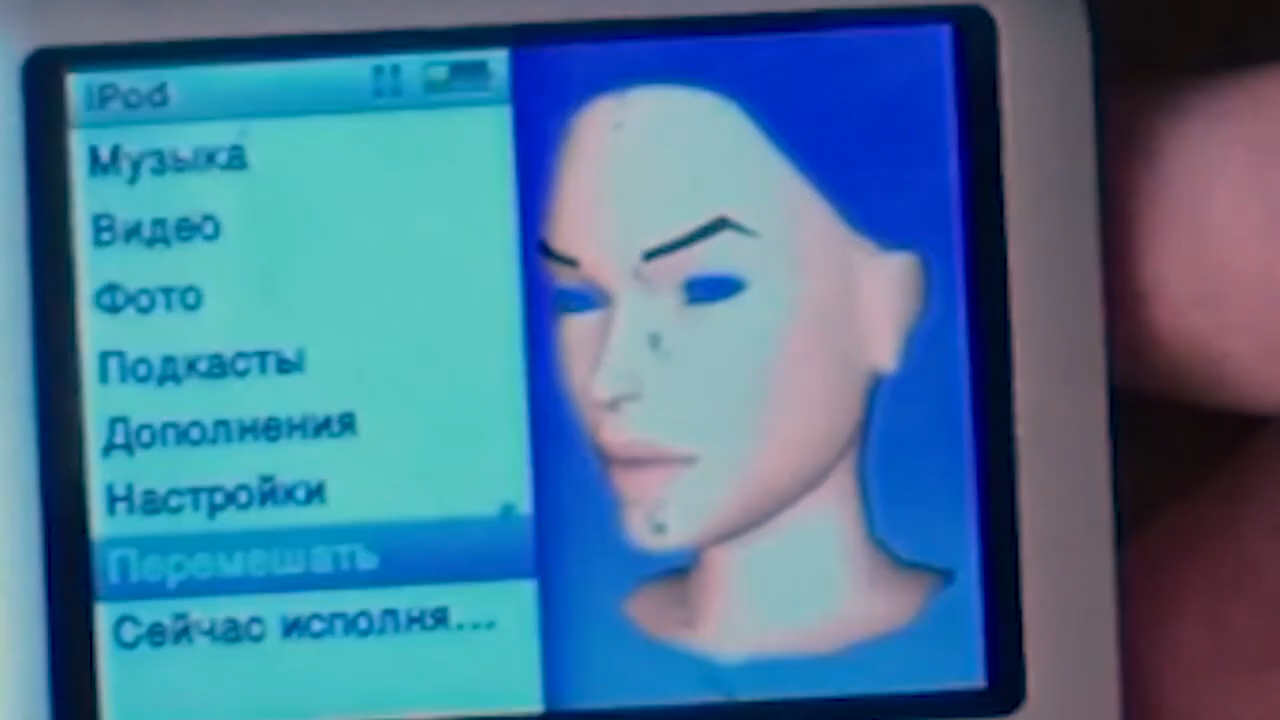 iPod
Музыка
Видео
Фото
Подкасты
Дополнения
Настройки
Перемешать
Сейчас исполня...